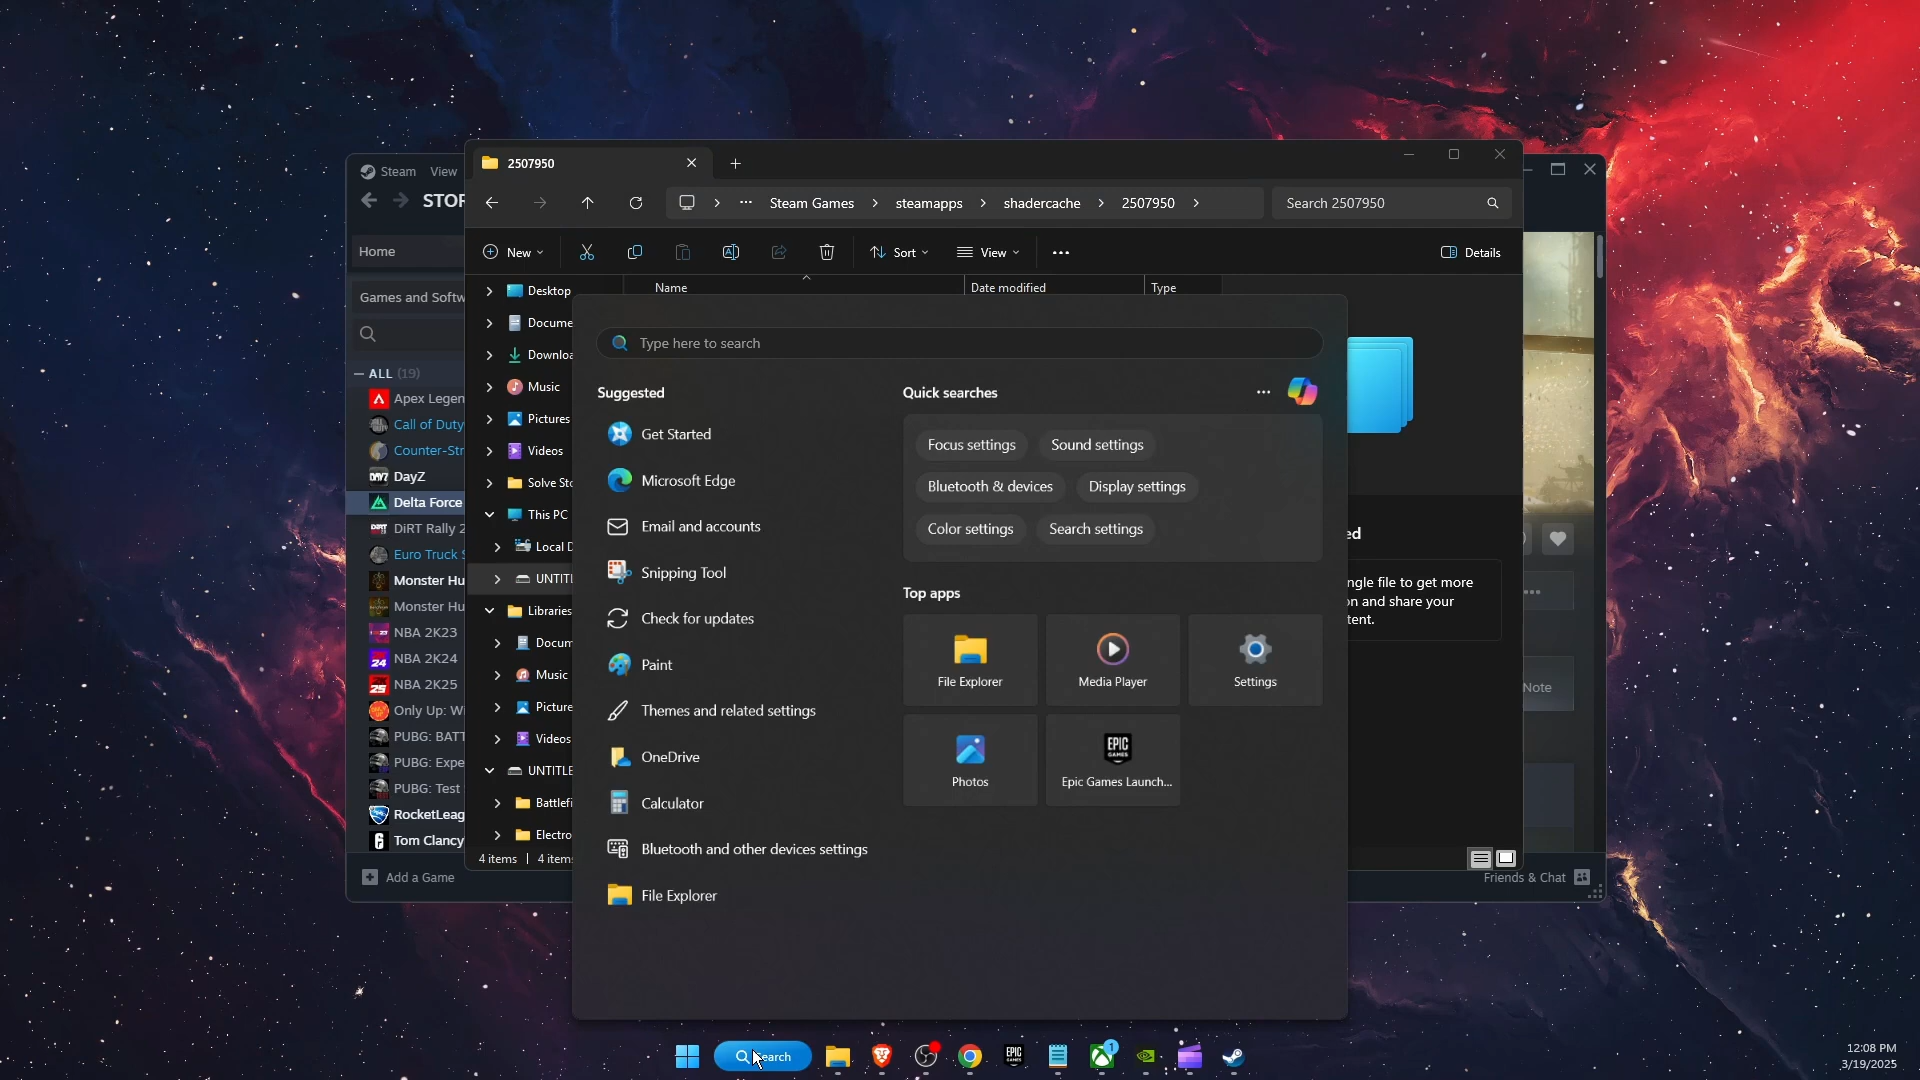 Steam View
STOR
Home
Games and Softw
ALL (19)
Apex Legen
Call of Duty
Counter-Str
DayZ
Delta Force
DiRT Rally 2
Euro Truck S
Monster Hu
Monster Hu
NBA 2K23
NBA 2K24
NBA 2K25
Only Up: Wi
PUBG: BATT
PUBG: Expe
PUBG: Test
RocketLeag
Tom Clancy
Add a Game
2507950
Steam Games
steamapps
shadercache
2507950
Search 2507950
New
Sort
View
Details
Name
Date modified
Type
Desktop
Docume
Downloa
Music
Pictures
Videos
Solve Sto
This PC
Local D
UNTITL
Libraries
Docum
Music
Picture
Videos
UNTITLE
Battlefi
Electro
4 items
4 item
Type here to search
Suggested
Get Started
Microsoft Edge
Email and accounts
Snipping Tool
Check for updates
Paint
Themes and related settings
OneDrive
Calculator
Bluetooth and other devices settings
File Explorer
Quick searches
Focus settings
Sound settings
Bluetooth & devices
Display settings
Color settings
Search settings
Top apps
File Explorer
Media Player
Settings
Photos
EPIC
GAMES
Epic Games Launch...
ed
ngle file to get more
on and share your
tent.
Note
Friends & Chat
Search
EPIC
1
12:08 PM
3/19/2025